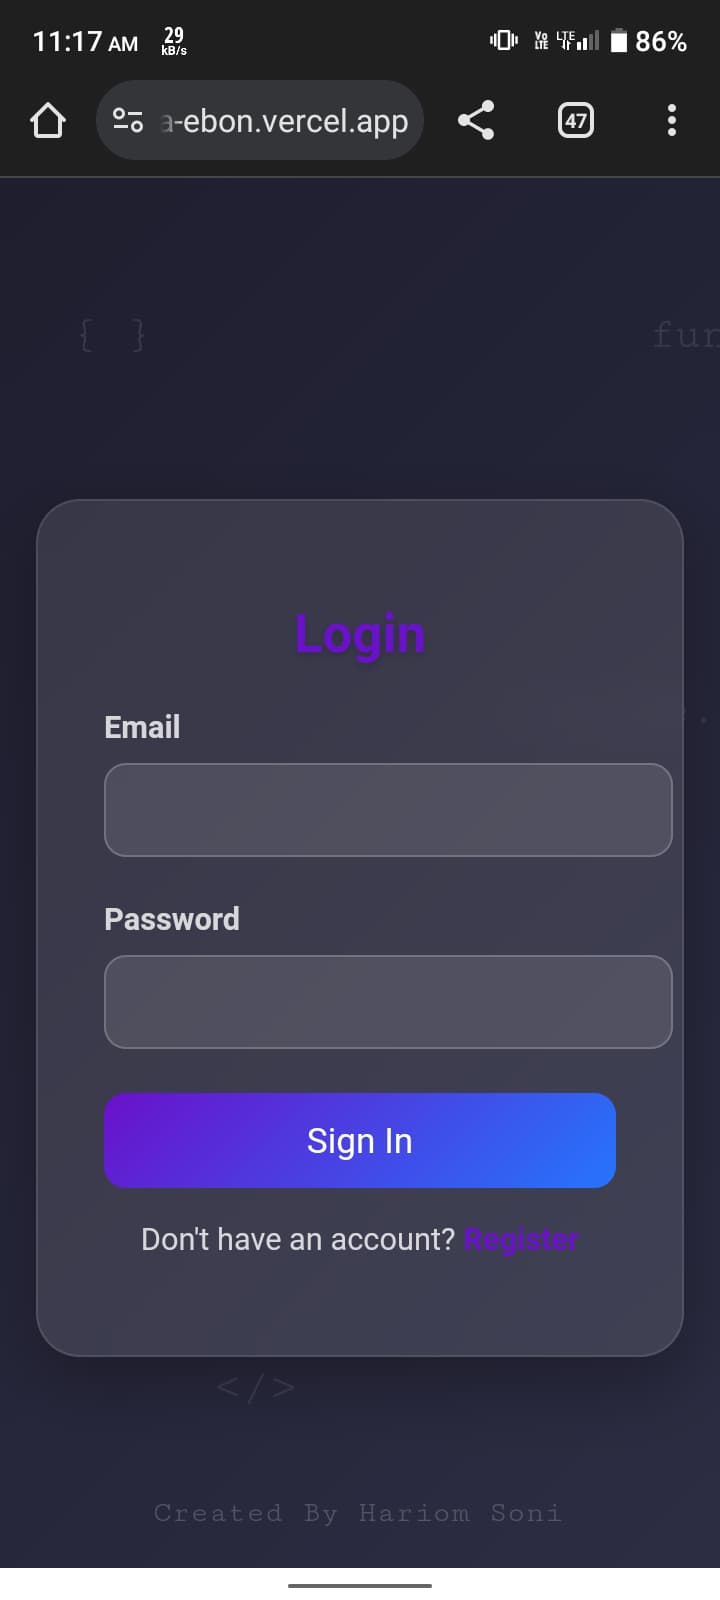 11:17 AM 29 kB/s Vo LTE LTE 86%
a-ebon.vercel.app 47
{ } fun
Login
Email
Password
Sign In
Don't have an account? Register
</>
Created By Hariom Soni